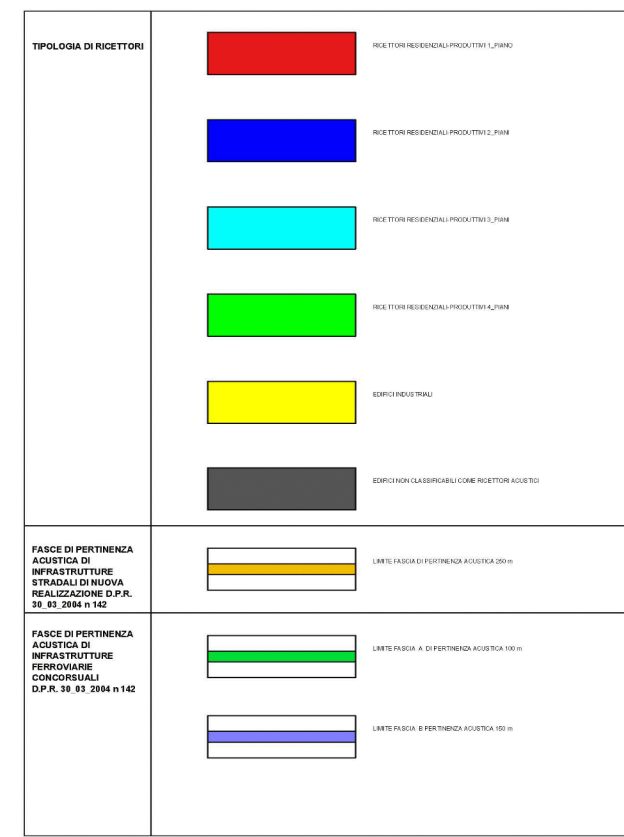 TIPOLOGIA DI RICETTORI
RICETTORI RESIDENZIALI-PRODUTTIVI 1_PIANO
RICETTORI RESIDENZIALI-PRODUTTIVI 2_PIANI
RICETTORI RESIDENZIALI-PRODUTTIVI 3_PIANI
RICETTORI RESIDENZIALI-PRODUTTIVI 4_PIANI
EDIFICI INDUSTRIALI
EDIFICI NON CLASSIFICABILI COME RICETTORI ACUSTICI
FASCE DI PERTINENZA
ACUSTICA DI
INFRASTRUTTURE
STRADALI DI NUOVA
REALIZZAZIONE D.P.R.
30_03_2004 n 142
LIMITE FASCIA DI PERTINENZA ACUSTICA 250 m
FASCE DI PERTINENZA
ACUSTICA DI
INFRASTRUTTURE
FERROVIARIE
CONCORSUALI
D.P.R. 30_03_2004 n 142
LIMITE FASCIA A DI PERTINENZA ACUSTICA 100 m
LIMITE FASCIA B PERTINENZA ACUSTICA 150 m